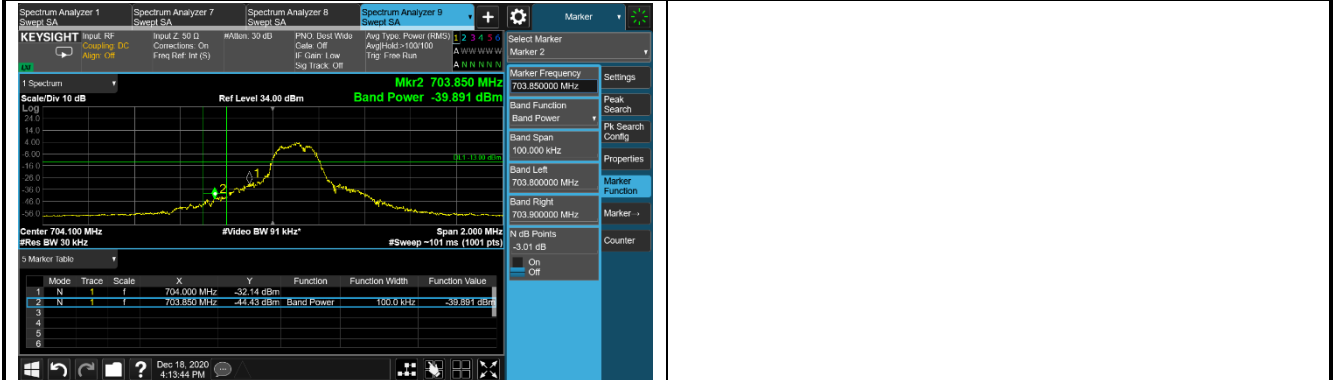 Spectrum Analyzer 1
Swept SA
Spectrum Analyzer 7
Swept SA
Spectrum Analyzer 8
Swept SA
Spectrum Analyzer 9
Swept SA
+
Marker
KEYSIGHT
Input: RF
Coupling: DC
Align: Off
Input Z: 50 Ω
Corrections: On
Freq Ref: Int (S)
#Atten: 30 dB
PNO: Best Wide
Gate: Off
IF Gain: Low
Sig Track: Off
Avg Type: Power (RMS)
Avg|Hold:>100/100
Trig: Free Run
1 2 3 4 5 6
A W W W W W
A N N N N N
LXI
1 Spectrum
Scale/Div 10 dB
Ref Level 34.00 dBm
Mkr2 703.850 MHz
Band Power -39.891 dBm
Log
24.0
14.0
4.00
-6.00
-16.0
-26.0
-36.0
-46.0
-56.0
DL1 -13.00 dBm
1
2
Center 704.100 MHz
#Video BW 91 kHz*
Span 2.000 MHz
#Res BW 30 kHz
#Sweep ~101 ms (1001 pts)
5 Marker Table
Mode Trace Scale X Y Function Function Width Function Value
1 N 1 f 704.000 MHz -32.14 dBm
2 N 1 f 703.850 MHz -44.43 dBm Band Power 100.0 kHz -39.891 dBm
3
4
5
6
Dec 18, 2020
4:13:44 PM
Select Marker
Marker 2
Marker Frequency
703.850000 MHz
Band Function
Band Power
Band Span
100.000 kHz
Band Left
703.800000 MHz
Band Right
703.900000 MHz
N dB Points
-3.01 dB
On
Off
Settings
Peak
Search
Pk Search
Config
Properties
Marker
Function
Marker→
Counter